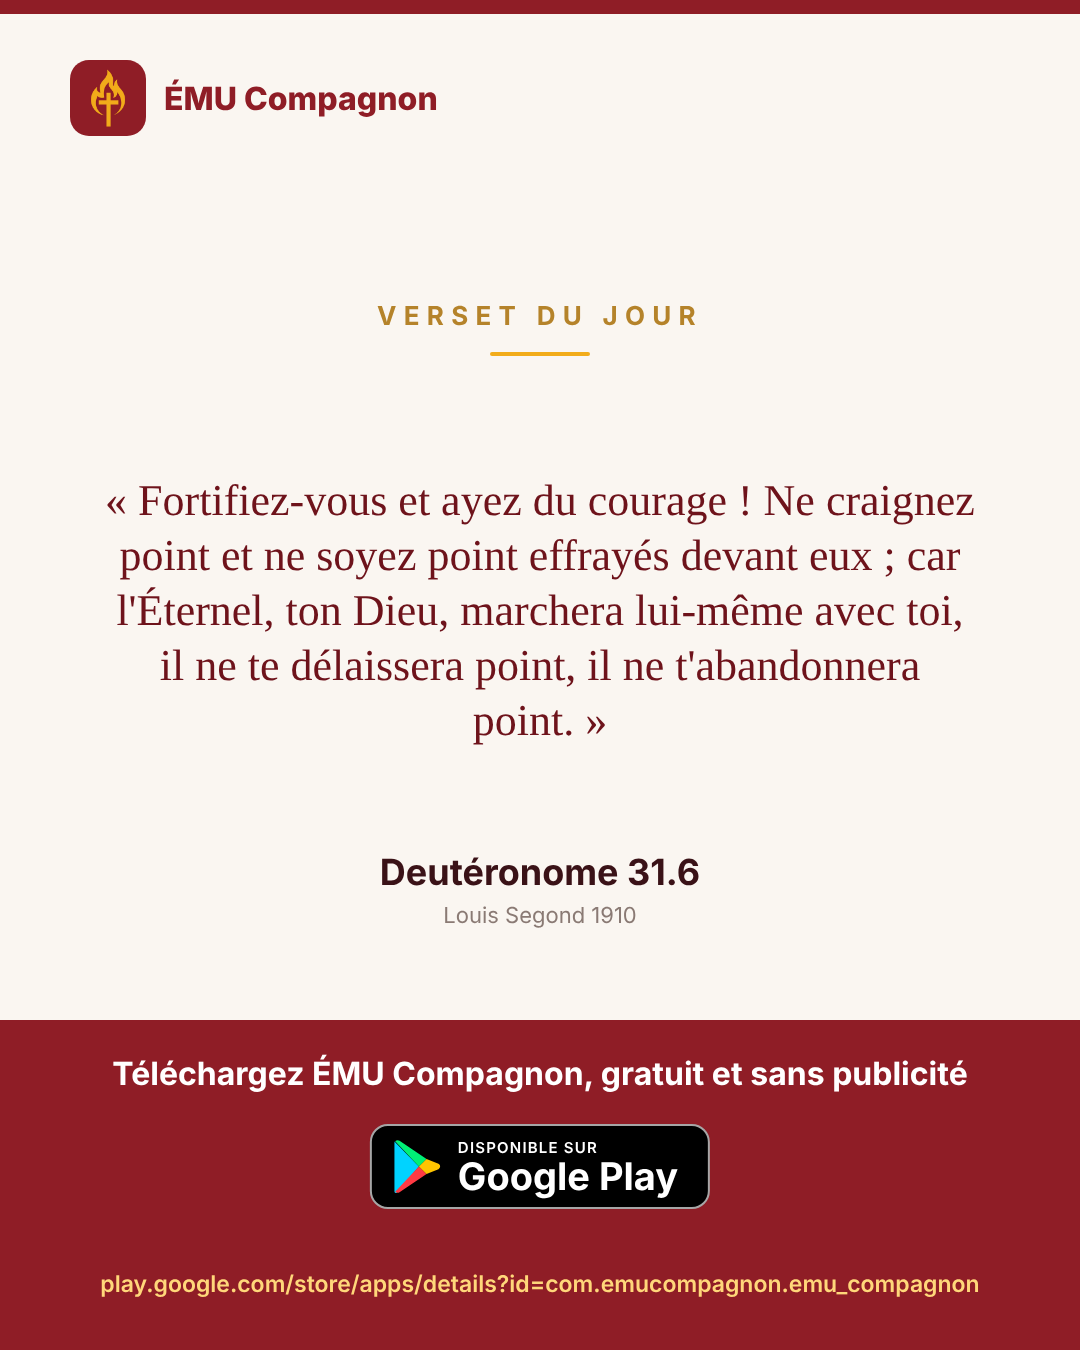 ÉMU Compagnon
VERSET DU JOUR
« Fortifiez-vous et ayez du courage ! Ne craignez
point et ne soyez point effrayés devant eux ; car
l'Éternel, ton Dieu, marchera lui-même avec toi,
il ne te délaissera point, il ne t'abandonnera
point. »
Deutéronome 31.6
Louis Segond 1910
Téléchargez ÉMU Compagnon, gratuit et sans publicité
DISPONIBLE SUR
Google Play
play.google.com/store/apps/details?id=com.emucompagnon.emu_compagnon